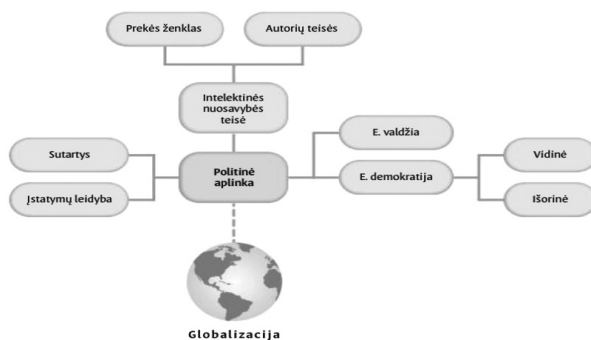 Prekės ženklas
Autorių teisės
Intelektinės
nuosavybės
teisė
E. valdžia
Sutartys
Politinė
aplinka
E. demokratija
Vidinė
Įstatymų leidyba
Išorinė
Globalizacija